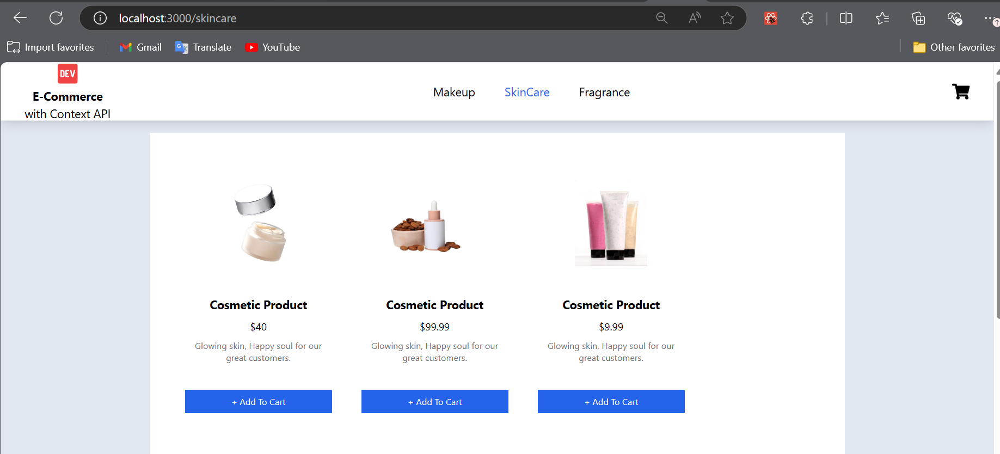 localhost:3000/skincare
Import favorites
Gmail
Translate
YouTube
Other favorites
DEV
E-Commerce
with Context API
Makeup
SkinCare
Fragrance
Cosmetic Product
$40
Glowing skin, Happy soul for our
great customers.
+ Add To Cart
Cosmetic Product
$99.99
Glowing skin, Happy soul for our
great customers.
+ Add To Cart
Cosmetic Product
$9.99
Glowing skin, Happy soul for our
great customers.
+ Add To Cart